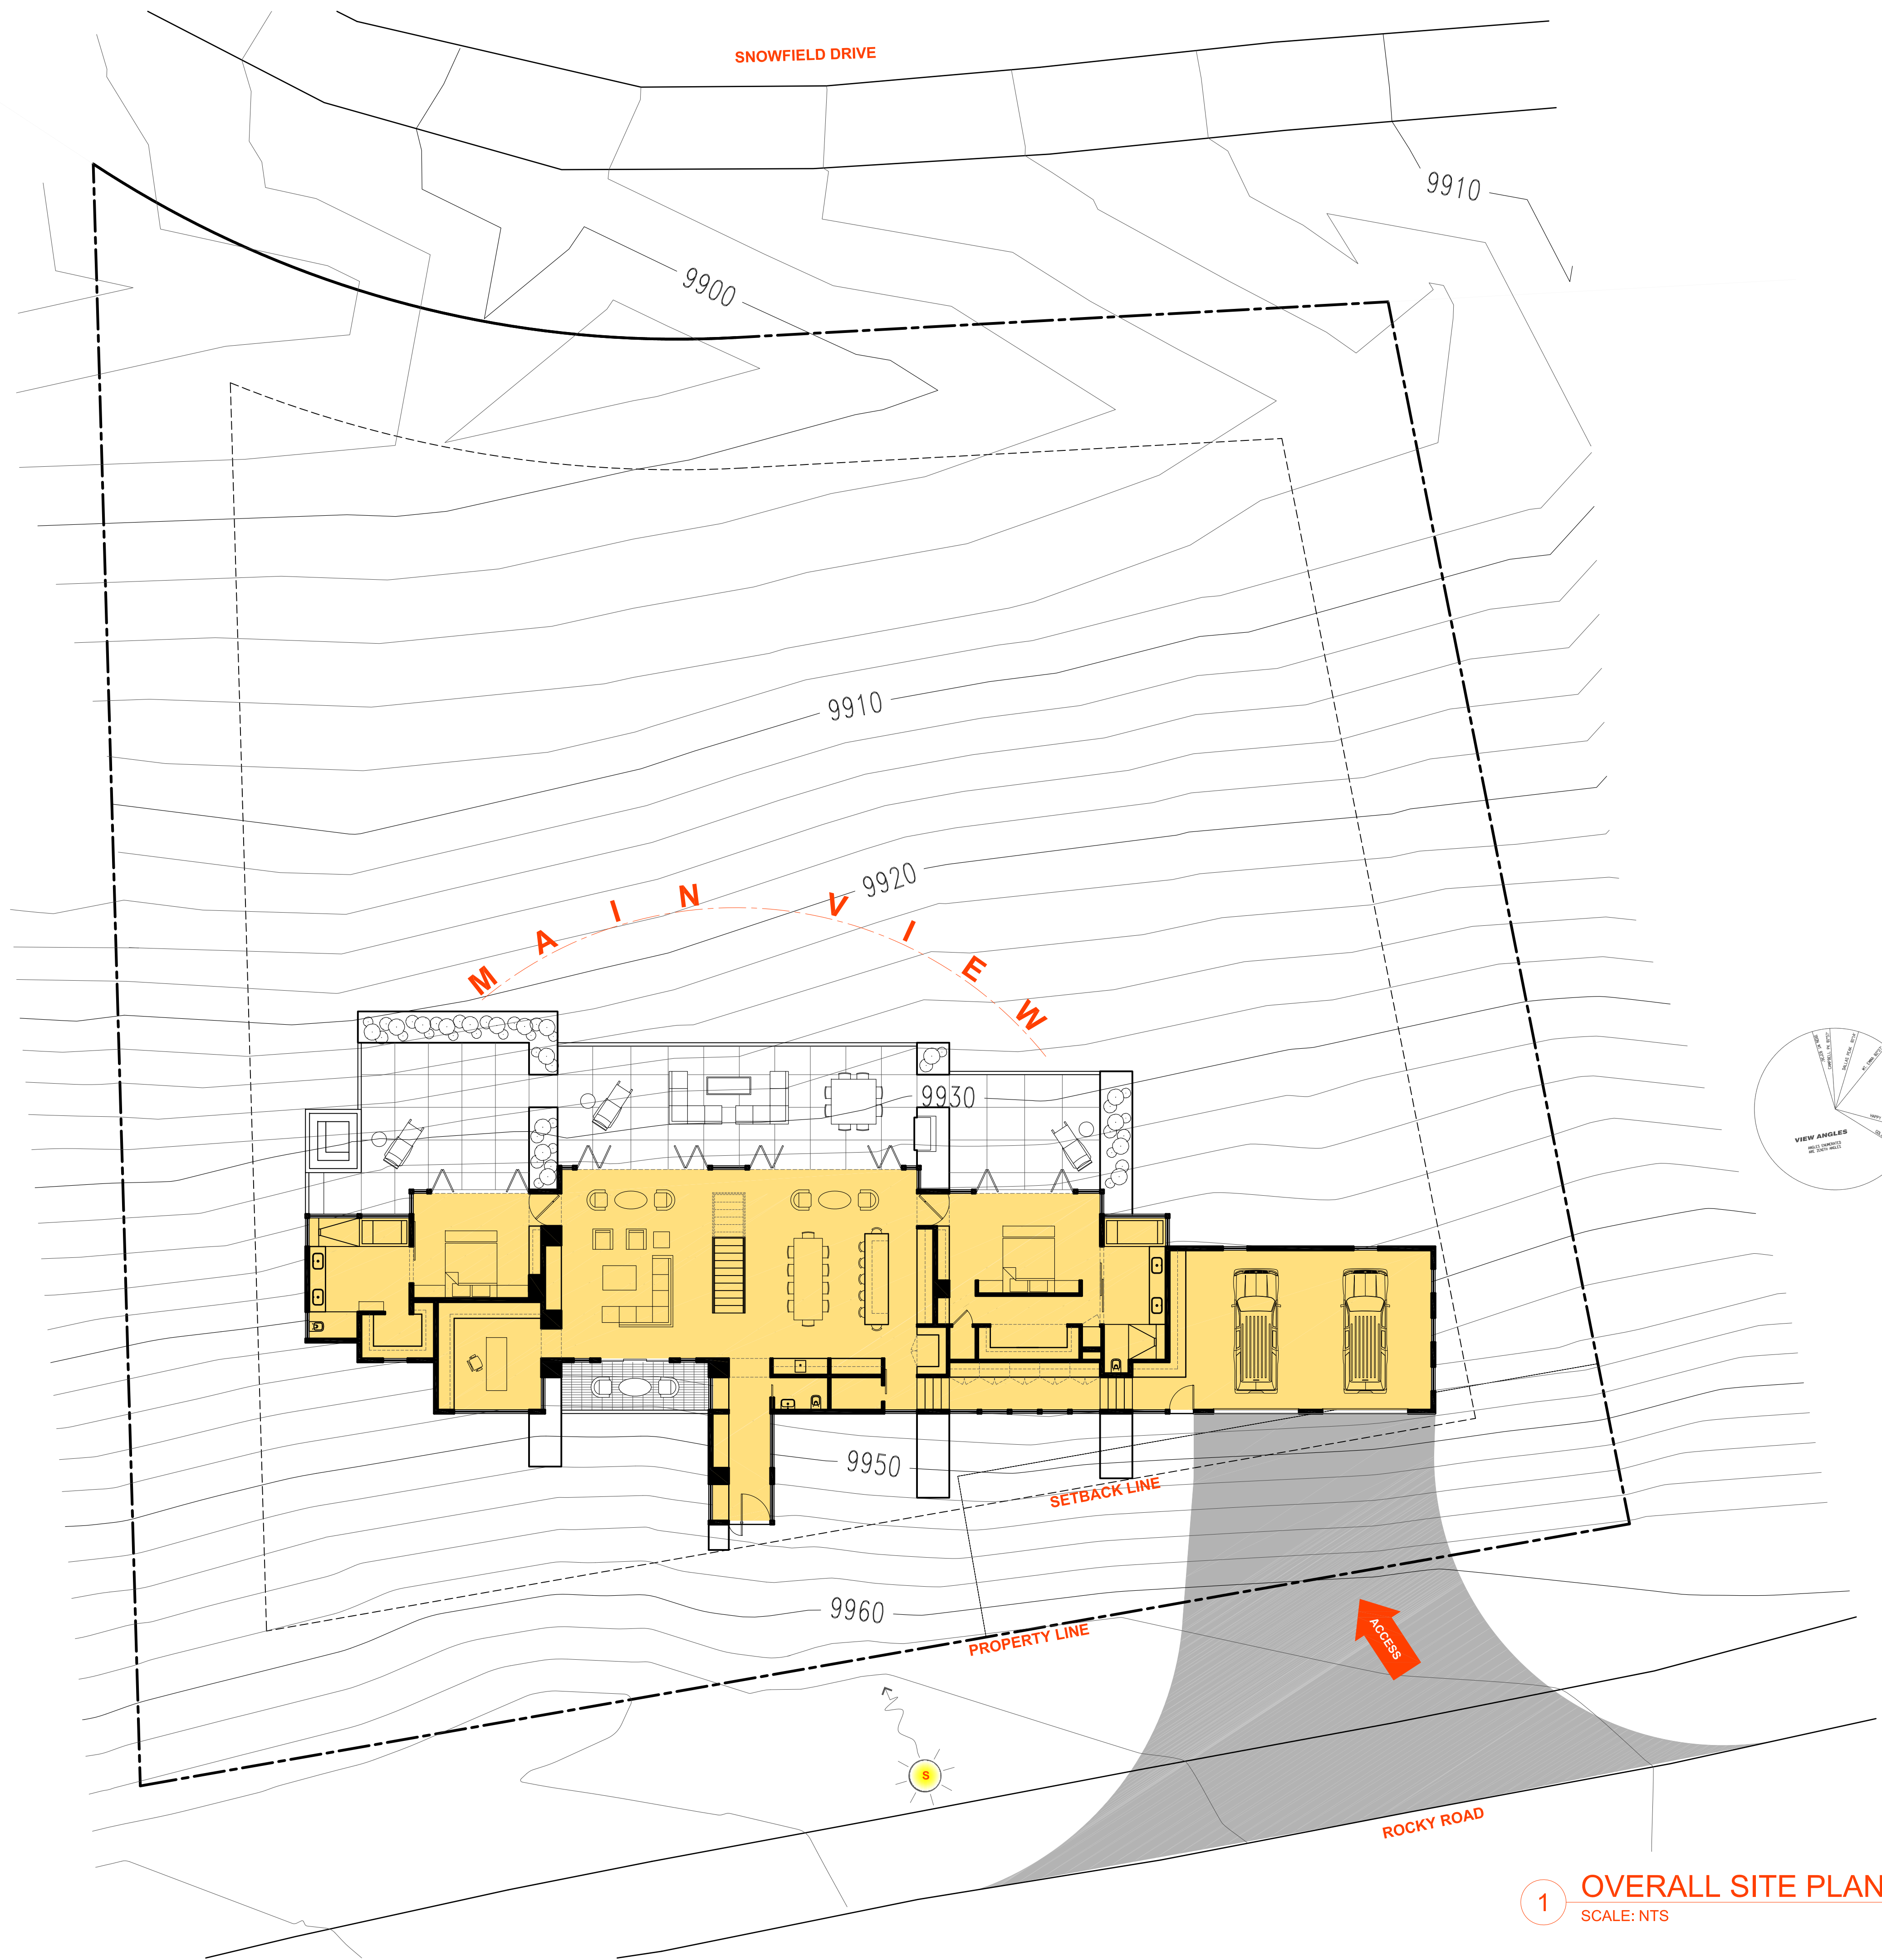 SNOWFIELD DRIVE
9910
9900
9910
9920
MAIN VIEW
9930
VIEW ANGLES
9950
SETBACK LINE
9960
PROPERTY LINE
ACCESS
S
ROCKY ROAD
1
OVERALL SITE PLAN
SCALE: NTS